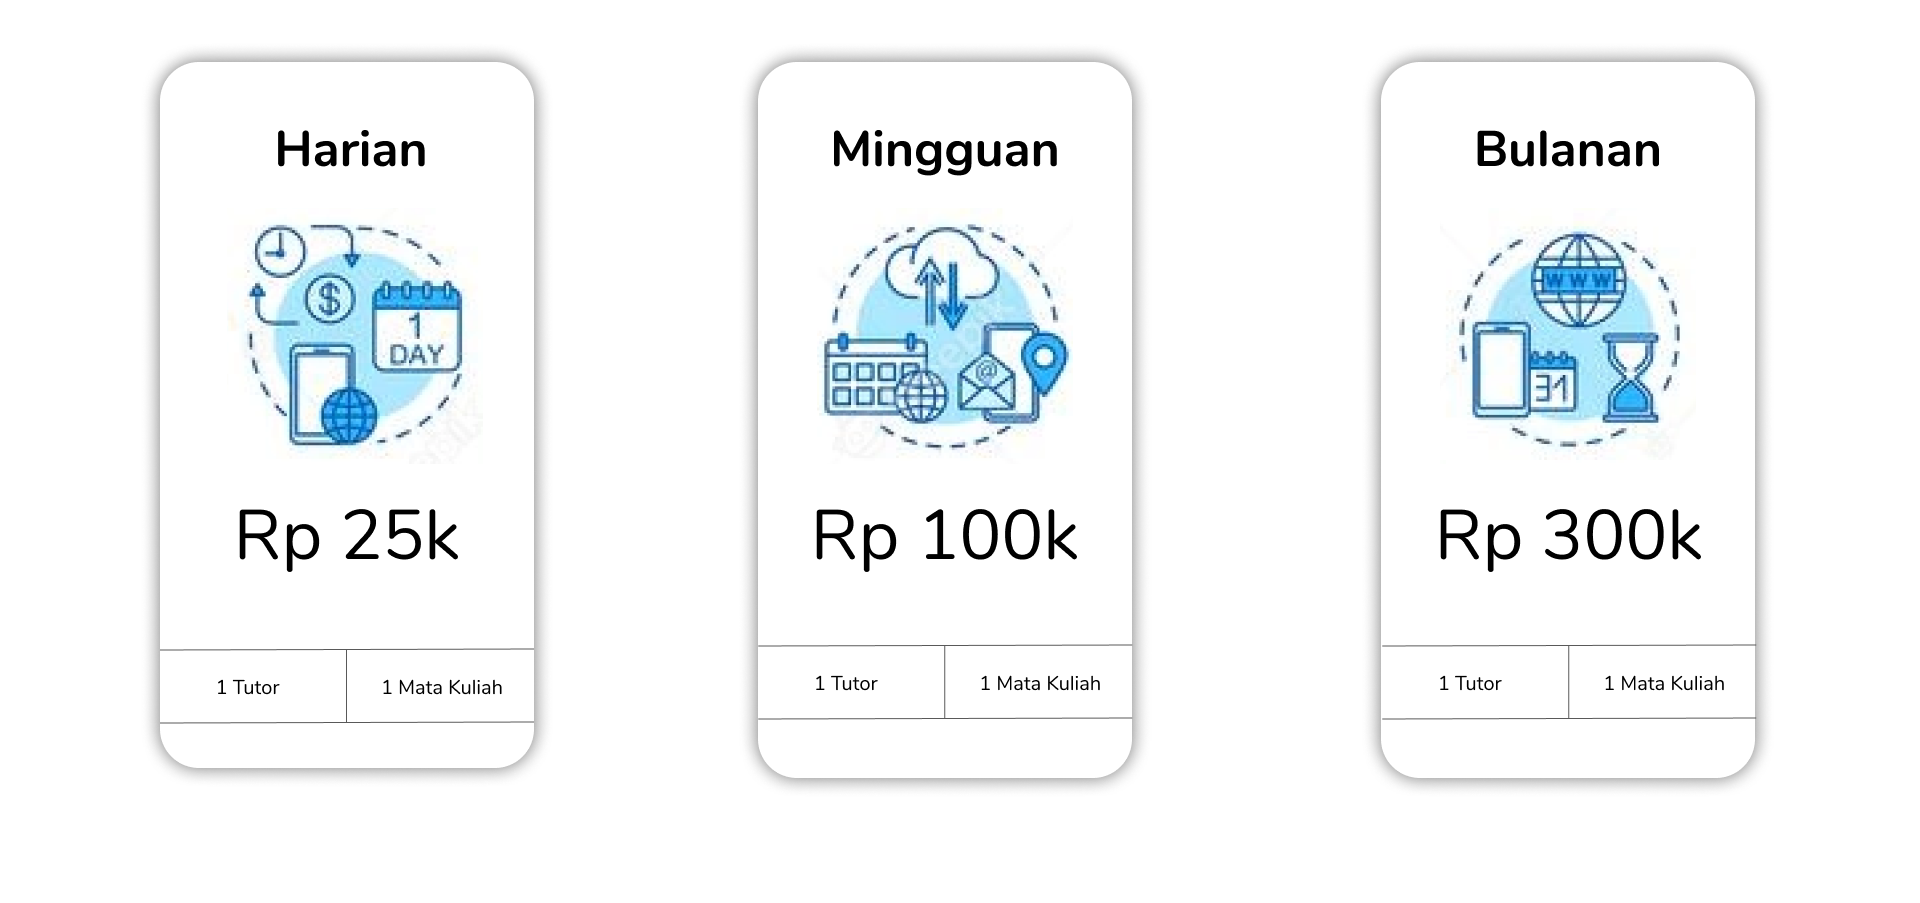 Harian
1
DAY
Rp 25k
1 Tutor
1 Mata Kuliah
Mingguan
@
Rp 100k
1 Tutor
1 Mata Kuliah
Bulanan
WWW
31
Rp 300k
1 Tutor
1 Mata Kuliah